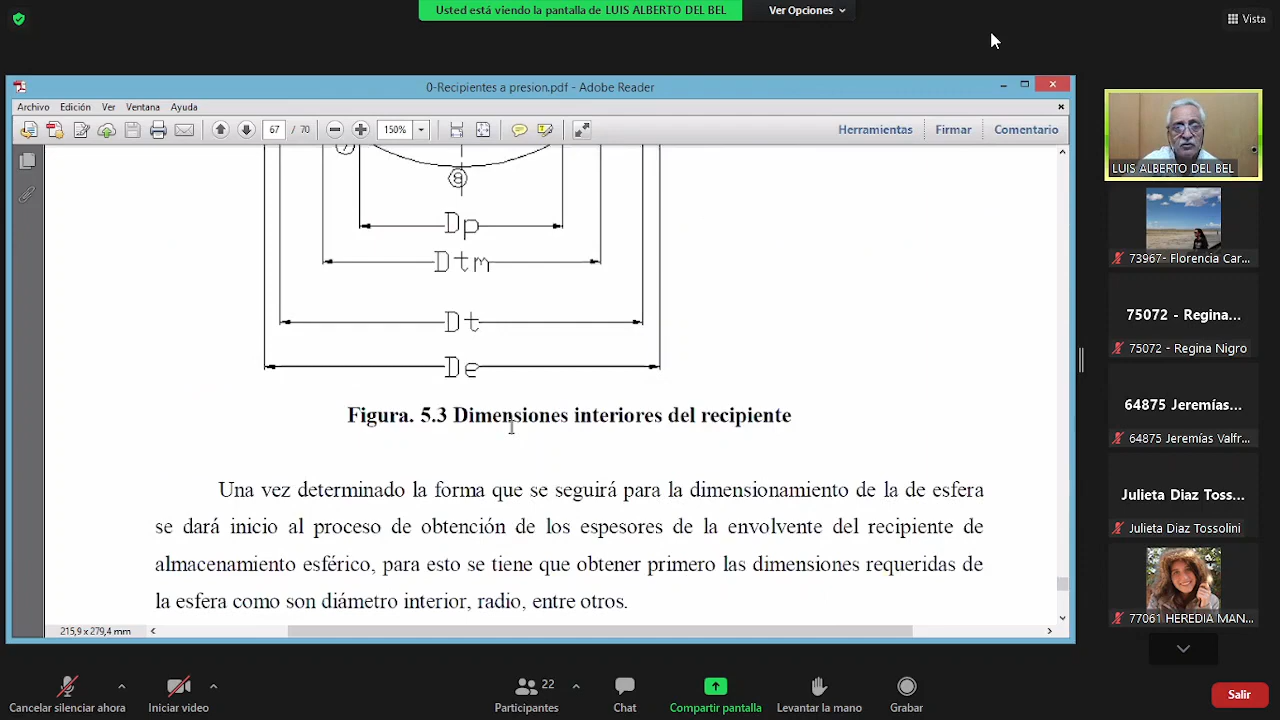 Usted está viendo la pantalla de LUIS ALBERTO DEL BEL
Ver Opciones
Vista
0-Recipientes a presion.pdf - Adobe Reader
Archivo Edición Ver Ventana Ayuda
67 / 70
150%
Herramientas Firmar Comentario
9
Dp
Dtm
Dt
De
Figura. 5.3 Dimensiones interiores del recipiente
Una vez determinado la forma que se seguirá para la dimensionamiento de la de esfera
se dará inicio al proceso de obtención de los espesores de la envolvente del recipiente de
almacenamiento esférico, para esto se tiene que obtener primero las dimensiones requeridas de
la esfera como son diámetro interior, radio, entre otros.
215,9 x 279,4 mm
LUIS ALBERTO DEL BEL
73967- Florencia Car...
75072 - Regina...
75072 - Regina Nigro
64875 Jeremías...
64875 Jeremías Valfr...
Julieta Diaz Toss...
Julieta Diaz Tossolini
77061 HEREDIA MAN...
Cancelar silenciar ahora
Iniciar video
22
Participantes
Chat
Compartir pantalla
Levantar la mano
Grabar
Salir